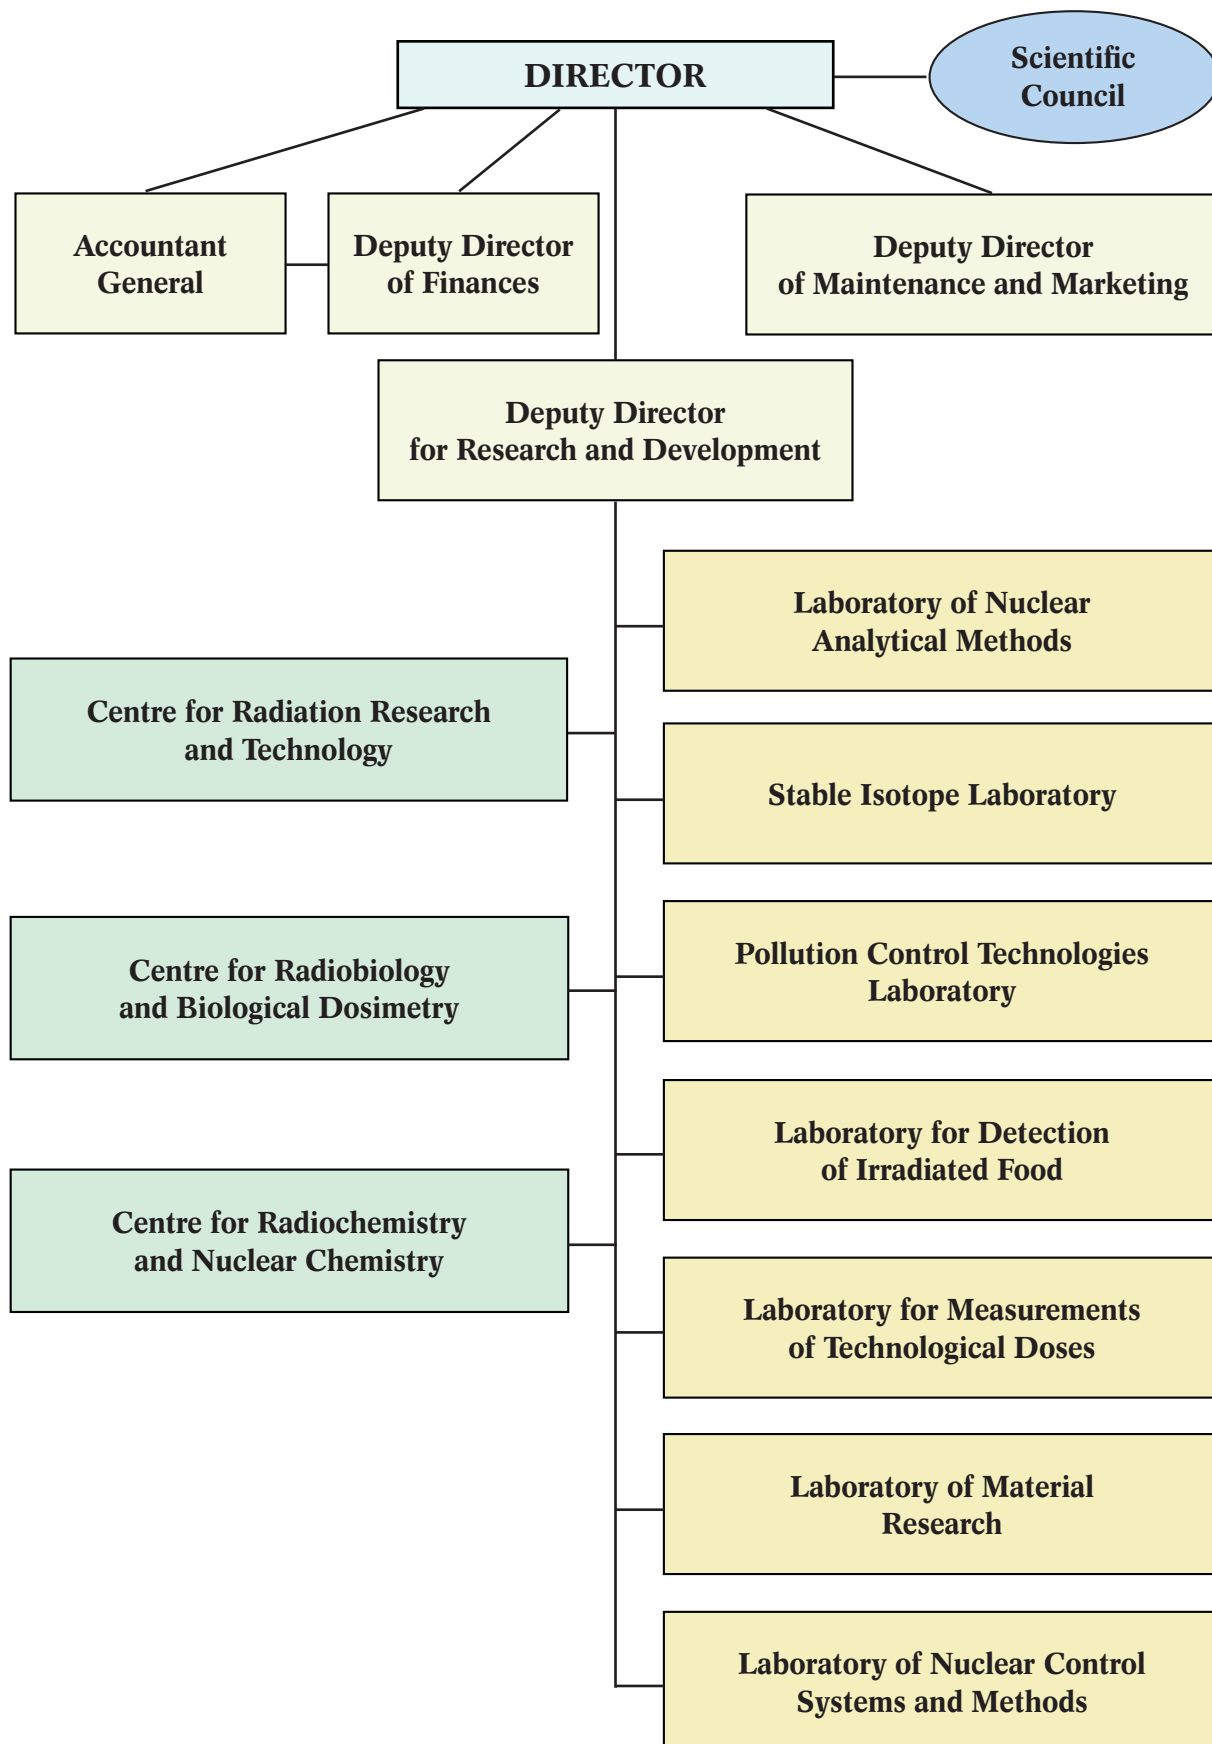 DIRECTOR
Scientific
Council
Accountant
General
Deputy Director
of Finances
Deputy Director
of Maintenance and Marketing
Deputy Director
for Research and Development
Laboratory of Nuclear
Analytical Methods
Centre for Radiation Research
and Technology
Stable Isotope Laboratory
Pollution Control Technologies
Laboratory
Centre for Radiobiology
and Biological Dosimetry
Laboratory for Detection
of Irradiated Food
Centre for Radiochemistry
and Nuclear Chemistry
Laboratory for Measurements
of Technological Doses
Laboratory of Material
Research
Laboratory of Nuclear Control
Systems and Methods